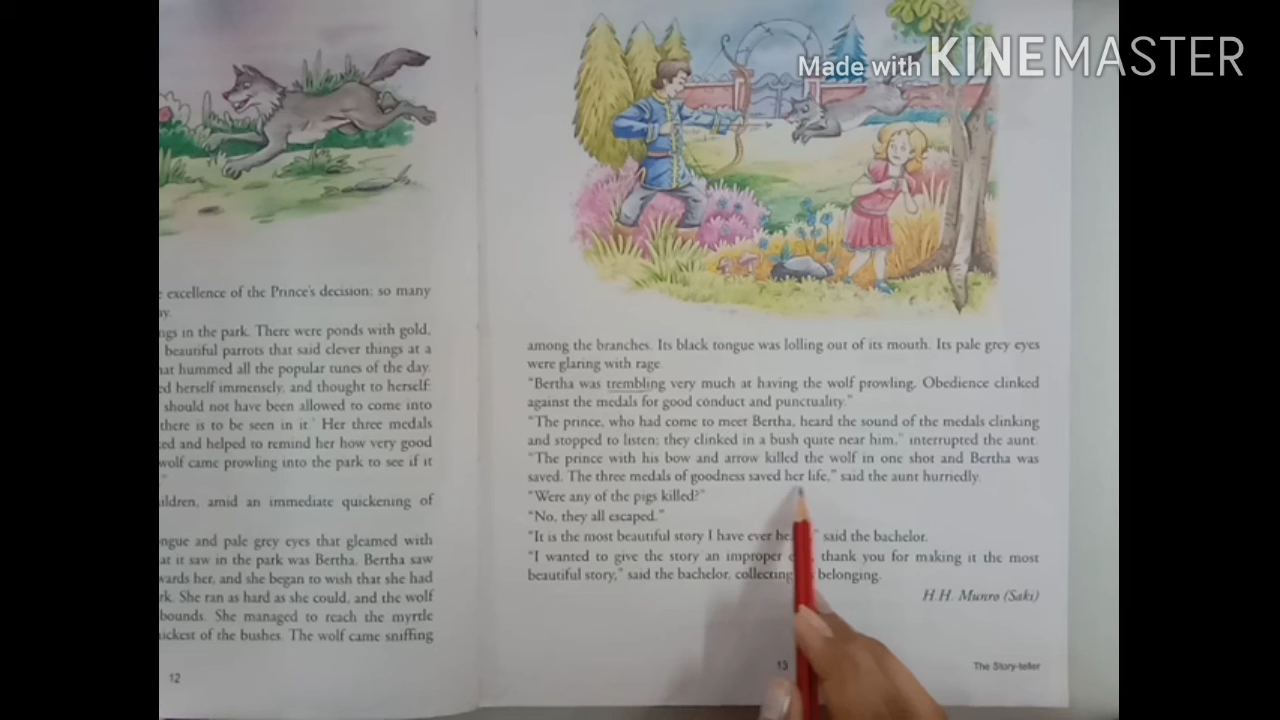 Made with KINEMASTER
excellence of the Prince's decision; so many
ay.
ngs in the park. There were ponds with gold,
beautiful parrots that said clever things at a
hat hummed all the popular tunes of the day.
ed herself immensely, and thought to herself:
should not have been allowed to come into
there is to be seen in it.' Her three medals
ed and helped to remind her how very good
wolf came prowling into the park to see if it
ildren, amid an immediate quickening of
ongue and pale grey eyes that gleamed with
at it saw in the park was Bertha. Bertha saw
wards her, and she began to wish that she had
rk. She ran as hard as she could, and the wolf
bounds. She managed to reach the myrtle
ickest of the bushes. The wolf came sniffing
12
among the branches. Its black tongue was lolling out of its mouth. Its pale grey eyes
were glaring with rage.
"Bertha was trembling very much at having the wolf prowling. Obedience clinked
against the medals for good conduct and punctuality."
"The prince, who had come to meet Bertha, heard the sound of the medals clinking
and stopped to listen; they clinked in a bush quite near him," interrupted the aunt.
"The prince with his bow and arrow killed the wolf in one shot and Bertha was
saved. The three medals of goodness saved her life," said the aunt hurriedly.
"Were any of the pigs killed?"
"No, they all escaped."
"It is the most beautiful story I have ever said the bachelor.
"I wanted to give the story an improper thank you for making it the most
beautiful story," said the bachelor, collecting belonging.
H.H. Munro (Saki)
13
The Story-teller